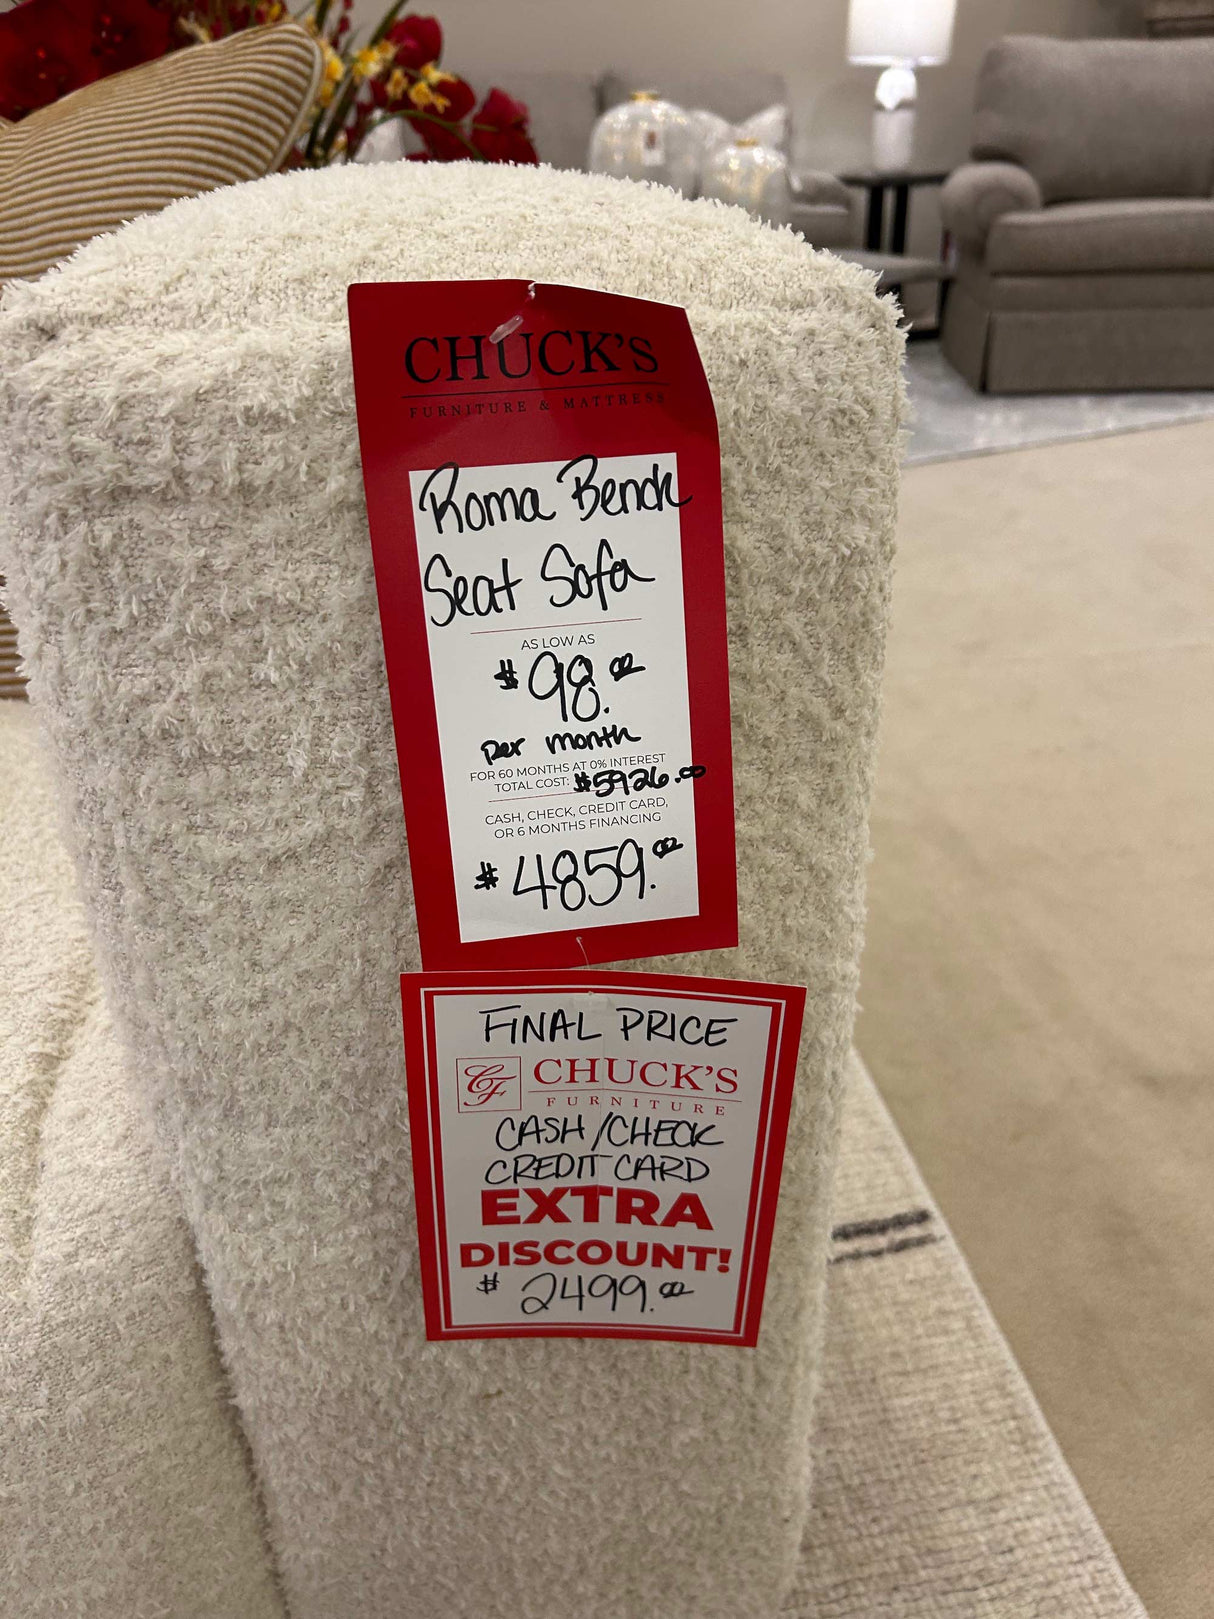 CHUCK'S
FURNITURE & MATTRESS
Roma Bench
Seat Sofa
AS LOW AS
$98.00
per month
FOR 60 MONTHS AT 0% INTEREST
TOTAL COST: $5926.00
CASH, CHECK, CREDIT CARD,
OR 6 MONTHS FINANCING
$4859.00
FINAL PRICE
CF CHUCK'S
FURNITURE
CASH/CHECK
CREDIT CARD
EXTRA
DISCOUNT!
$2499.00